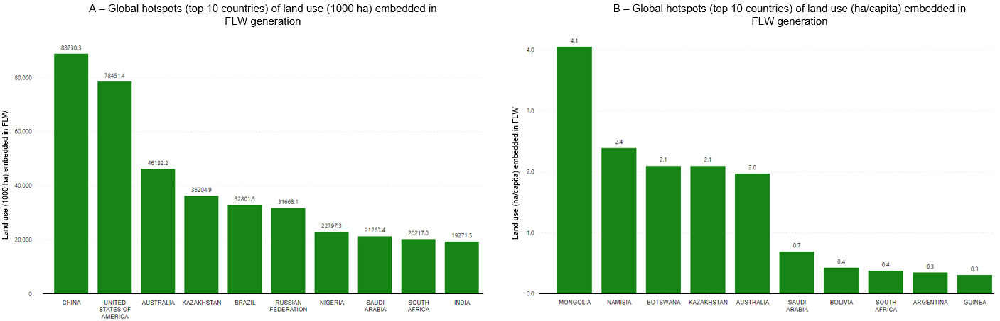 A – Global hotspots (top 10 countries) of land use (1000 ha) embedded in
FLW generation
Land use (1000 ha) embedded in FLW
80,000
60,000
40,000
20,000
0
88730.3
78451.4
46182.2
36204.9
32801.5
31668.1
22797.3
21263.4
20217.0
19271.5
CHINA
UNITED
STATES OF
AMERICA
AUSTRALIA
KAZAKHSTAN
BRAZIL
RUSSIAN
FEDERATION
NIGERIA
SAUDI
ARABIA
SOUTH
AFRICA
INDIA
B – Global hotspots (top 10 countries) of land use (ha/capita) embedded in
FLW generation
Land use (ha/capita) embedded in FLW
4.0
3.0
2.0
1.0
0.0
4.1
2.4
2.1
2.1
2.0
0.7
0.4
0.4
0.3
0.3
MONGOLIA
NAMIBIA
BOTSWANA
KAZAKHSTAN
AUSTRALIA
SAUDI
ARABIA
BOLIVIA
SOUTH
AFRICA
ARGENTINA
GUINEA